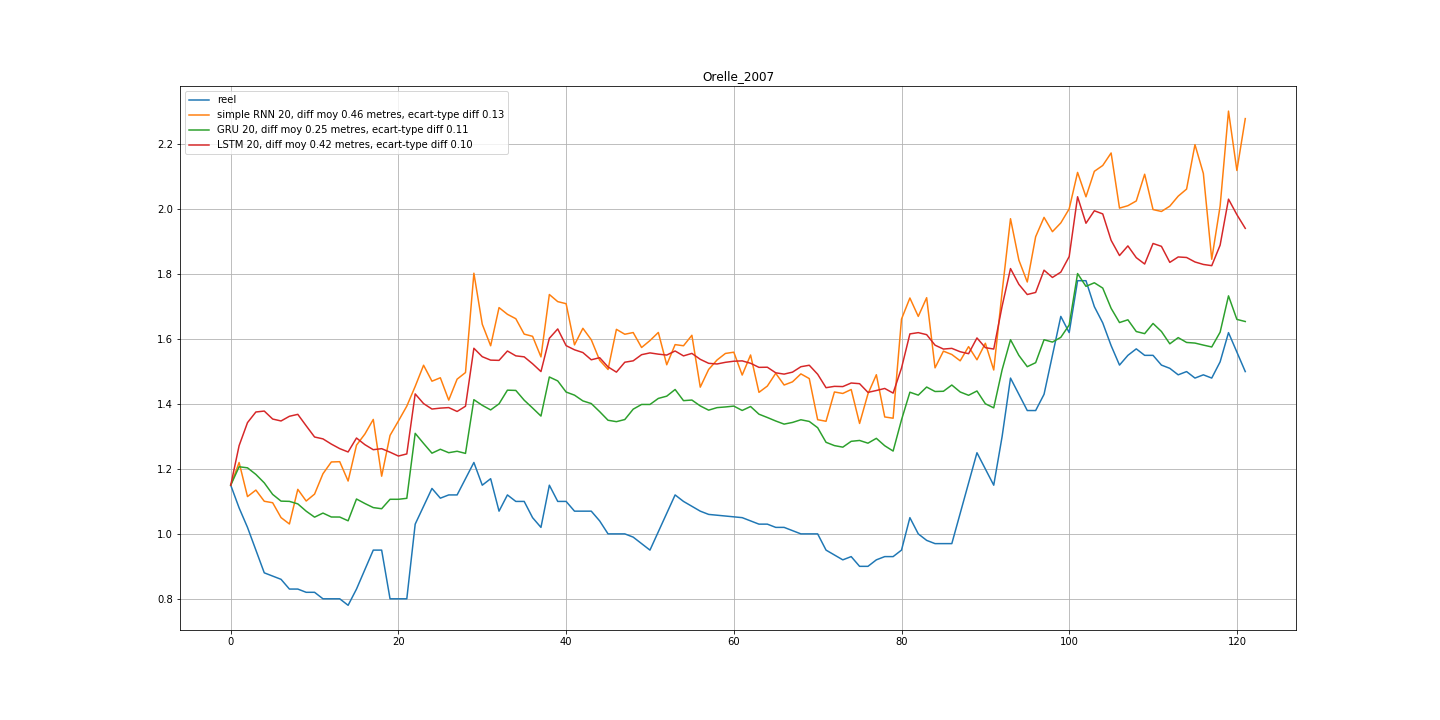 Orelle_2007
reel
simple RNN 20, diff moy 0.46 metres, ecart-type diff 0.13
GRU 20, diff moy 0.25 metres, ecart-type diff 0.11
LSTM 20, diff moy 0.42 metres, ecart-type diff 0.10
2.2
2.0
1.8
1.6
1.4
1.2
1.0
0.8
0 20 40 60 80 100 120